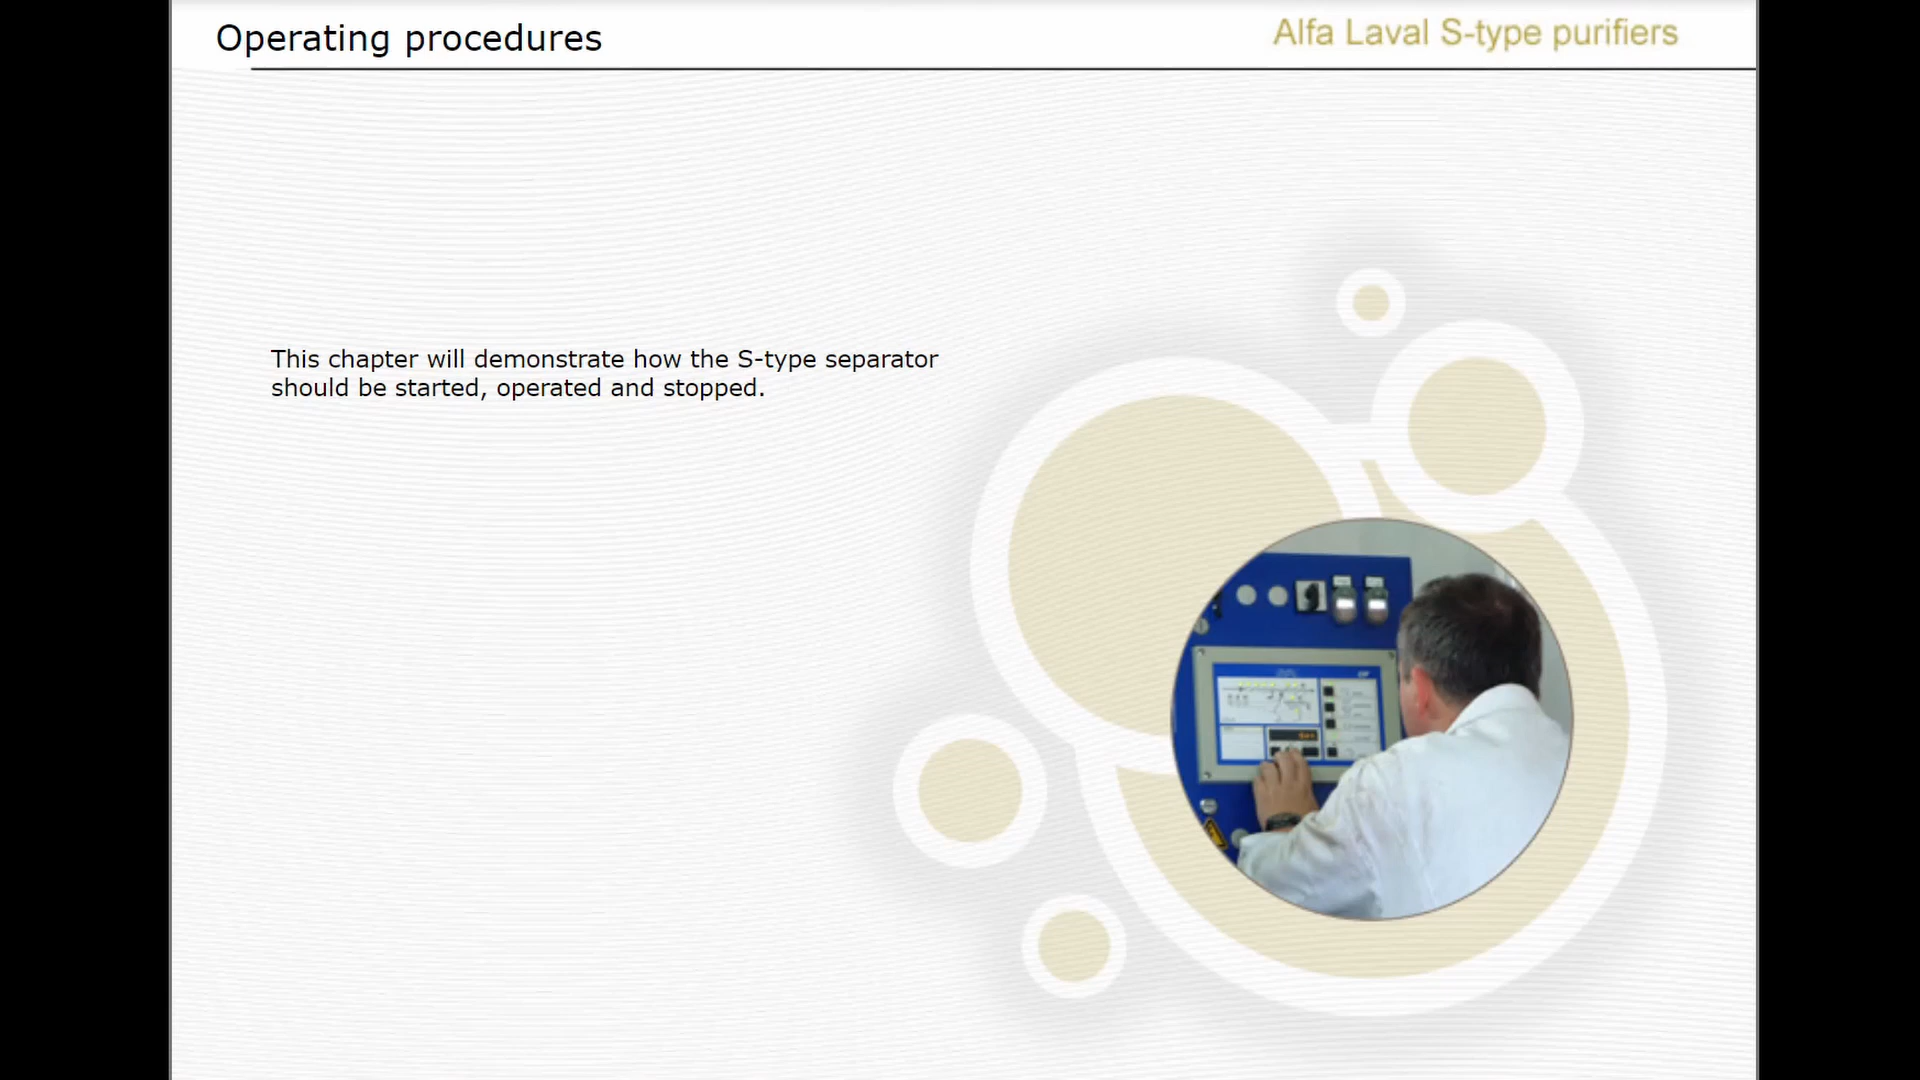 Operating procedures
Alfa Laval S-type purifiers
This chapter will demonstrate how the S-type separator
should be started, operated and stopped.